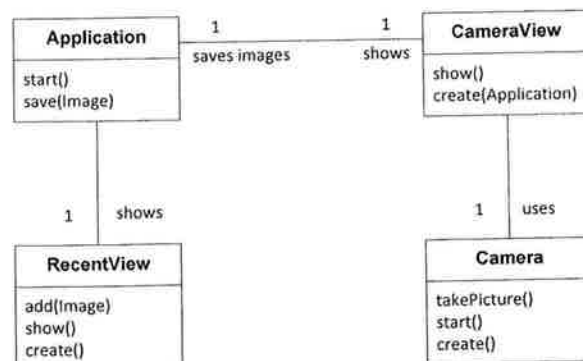 Application
start()
save(Image)
1
saves images
1
shows
CameraView
show()
create(Application)
1
shows
1
uses
RecentView
add(Image)
show()
create()
Camera
takePicture()
start()
create()